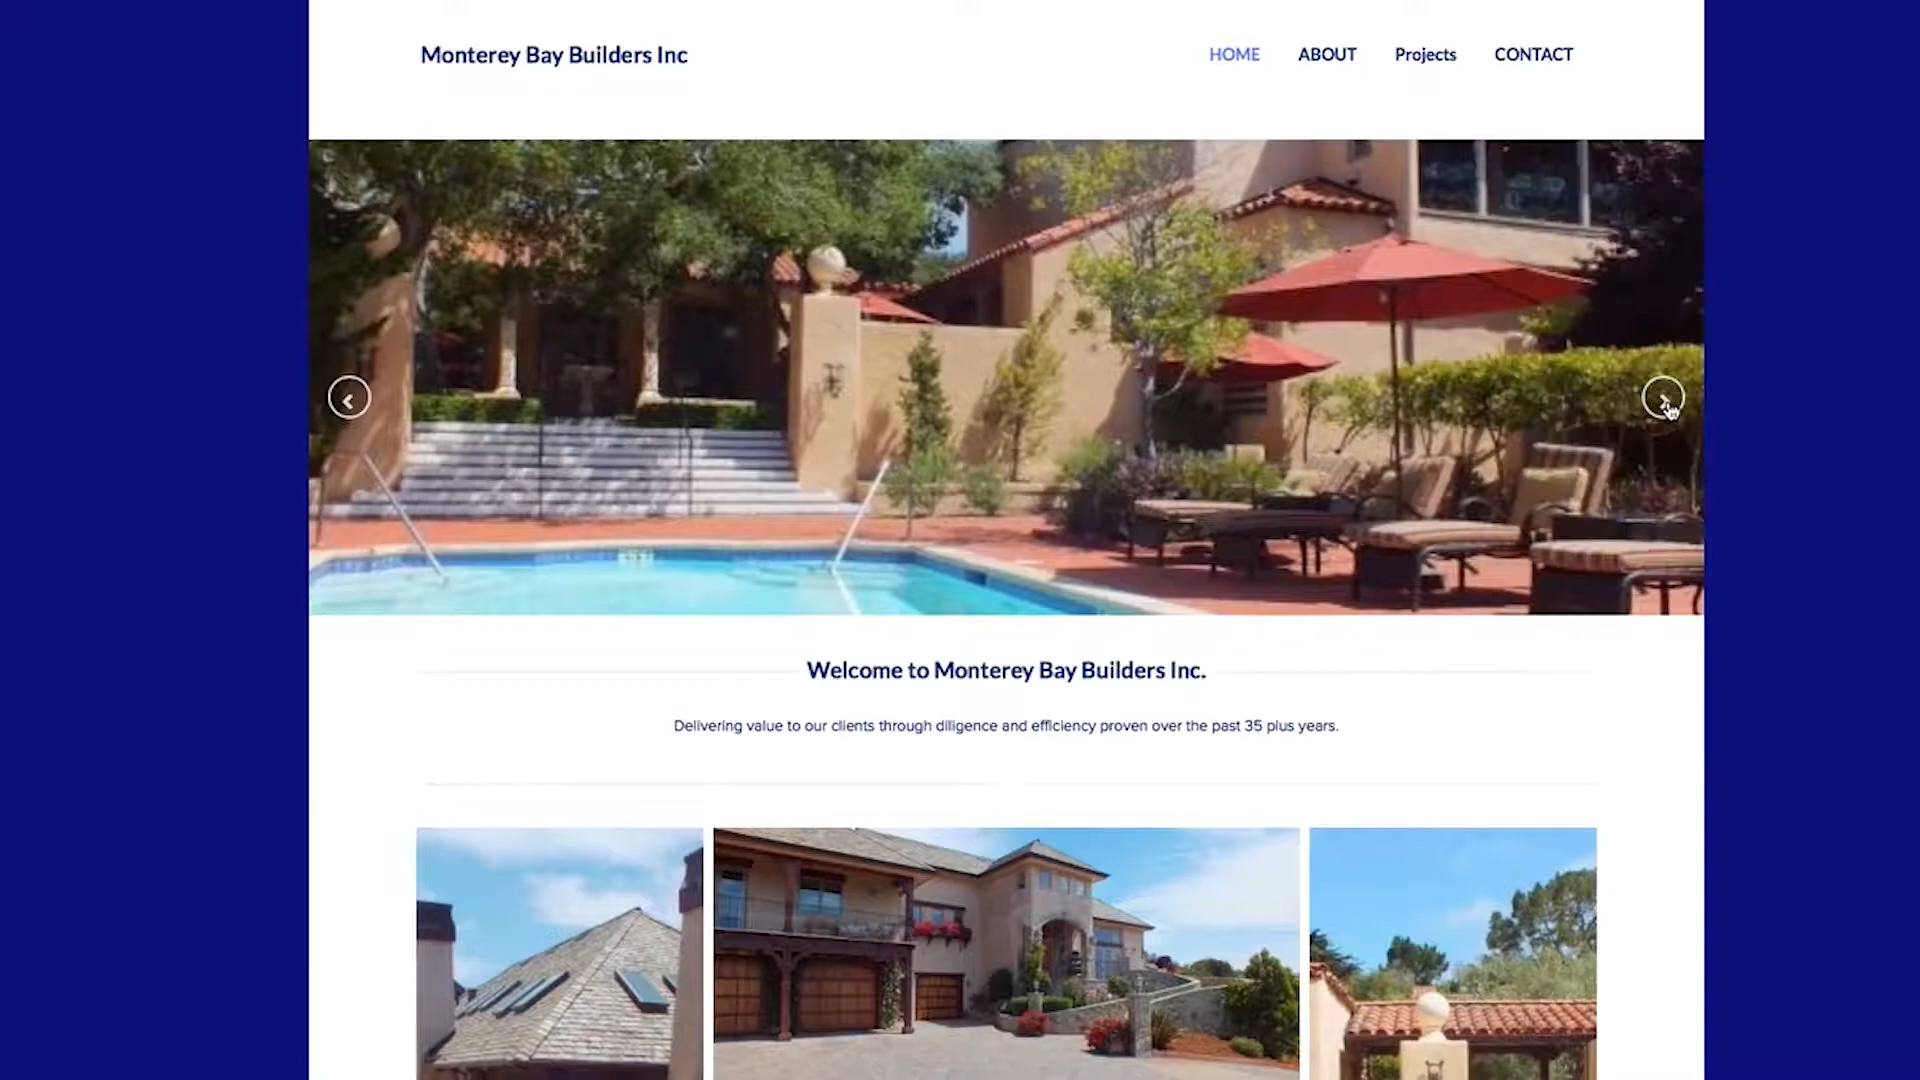 Monterey Bay Builders Inc
HOME ABOUT Projects CONTACT
Welcome to Monterey Bay Builders Inc.
Delivering value to our clients through diligence and efficiency proven over the past 35 plus years.